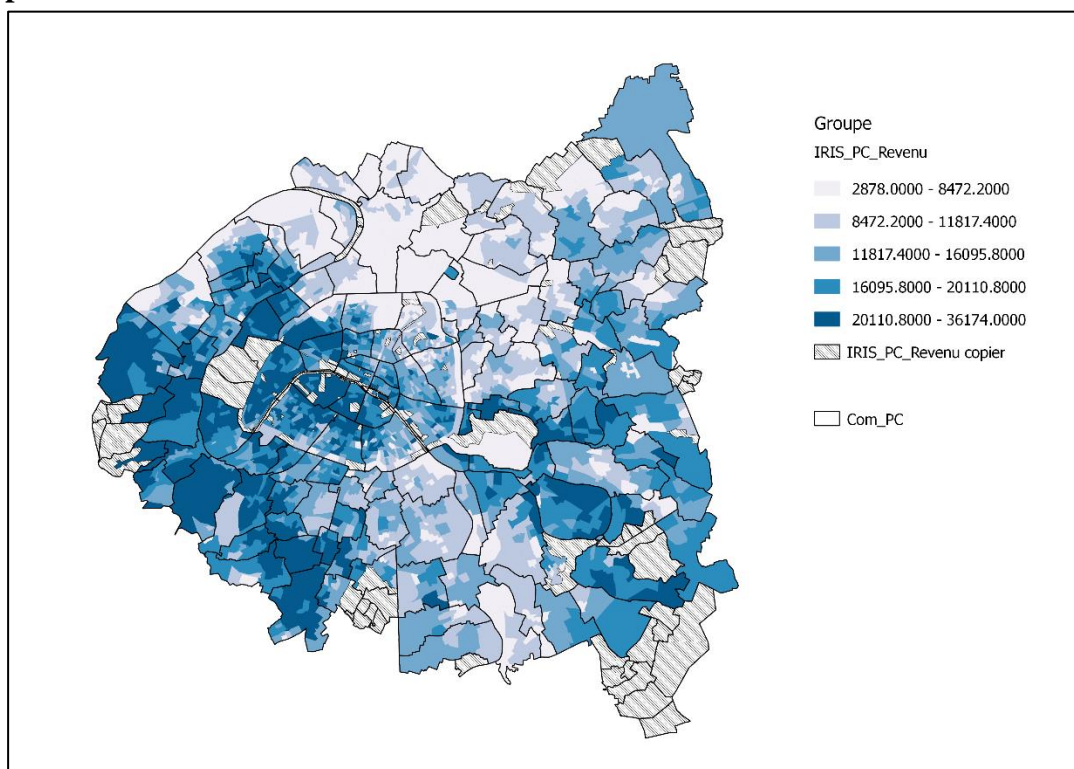 Groupe
IRIS_PC_Revenu
2878.0000 - 8472.2000
8472.2000 - 11817.4000
11817.4000 - 16095.8000
16095.8000 - 20110.8000
20110.8000 - 36174.0000
IRIS_PC_Revenu copier
Com_PC